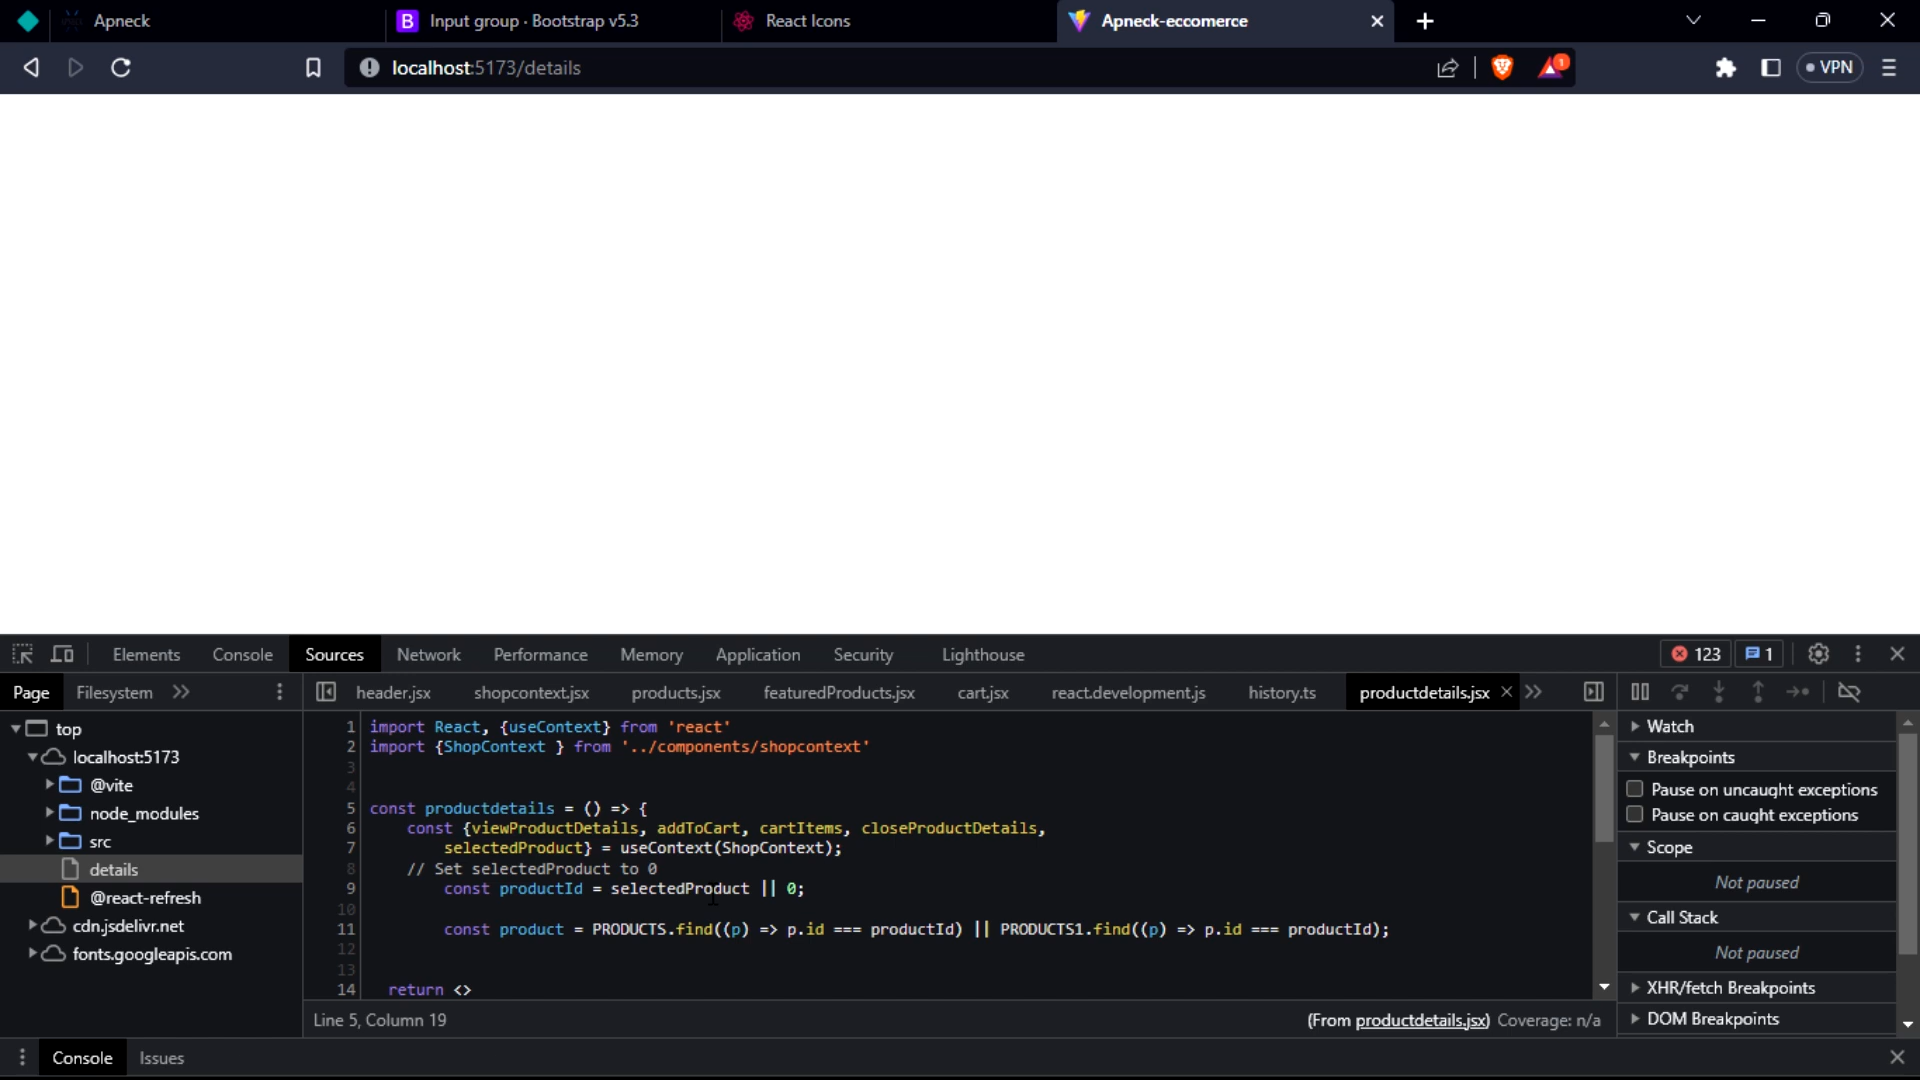 Apneck
Input group · Bootstrap v5.3
React Icons
Apneck-eccomerce
localhost:5173/details
1
VPN
Elements
Console
Sources
Network
Performance
Memory
Application
Security
Lighthouse
123
1
Page
Filesystem
header.jsx
shopcontext.jsx
products.jsx
featuredProducts.jsx
cart.jsx
react.development.js
history.ts
productdetails.jsx
top
localhost:5173
@vite
node_modules
src
details
@react-refresh
cdn.jsdelivr.net
fonts.googleapis.com
1 import React, {useContext} from 'react'
2 import {ShopContext } from '../components/shopcontext'
3
4
5 const productdetails = () => {
6 const {viewProductDetails, addToCart, cartItems, closeProductDetails,
7 selectedProduct} = useContext(ShopContext);
8 // Set selectedProduct to 0
9 const productId = selectedProduct || 0;
10
11 const product = PRODUCTS.find((p) => p.id === productId) || PRODUCTS1.find((p) => p.id === productId);
12
13
14 return <>
Line 5, Column 19
(From productdetails.jsx) Coverage: n/a
Watch
Breakpoints
Pause on uncaught exceptions
Pause on caught exceptions
Scope
Not paused
Call Stack
Not paused
XHR/fetch Breakpoints
DOM Breakpoints
Console
Issues